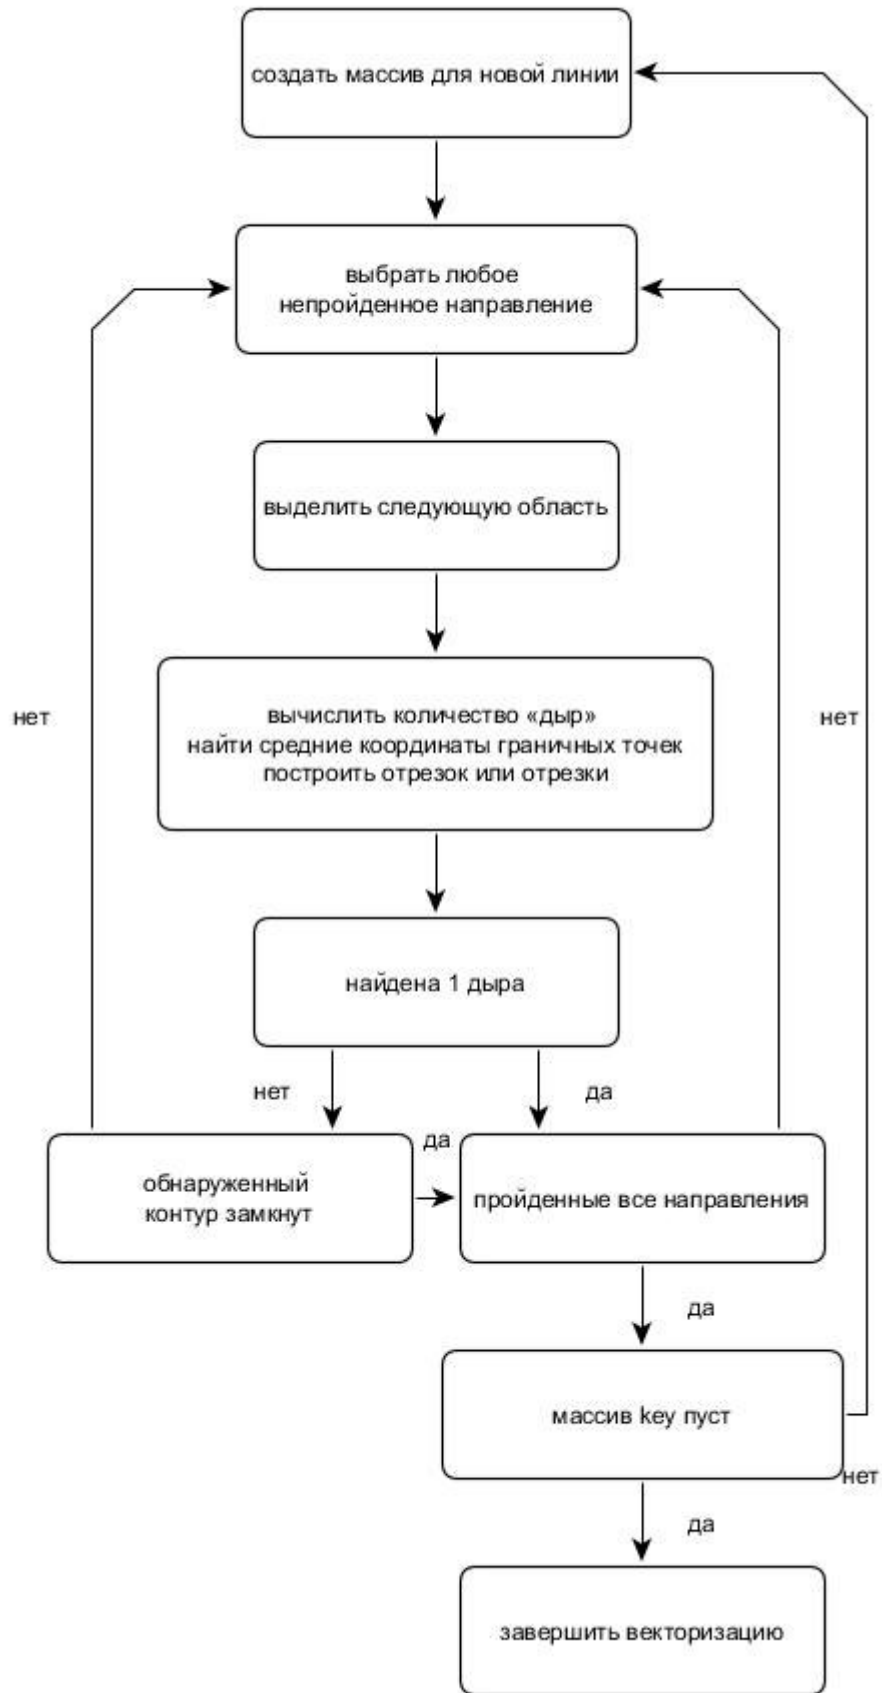 создать массив для новой линии
выбрать любое
непройденное направление
выделить следующую область
нет
нет
вычислить количество «дыр»
найти средние координаты граничных точек
построить отрезок или отрезки
найдена 1 дыра
нет
да
да
обнаруженный
контур замкнут
пройденные все направления
да
массив key пуст
нет
да
завершить векторизацию